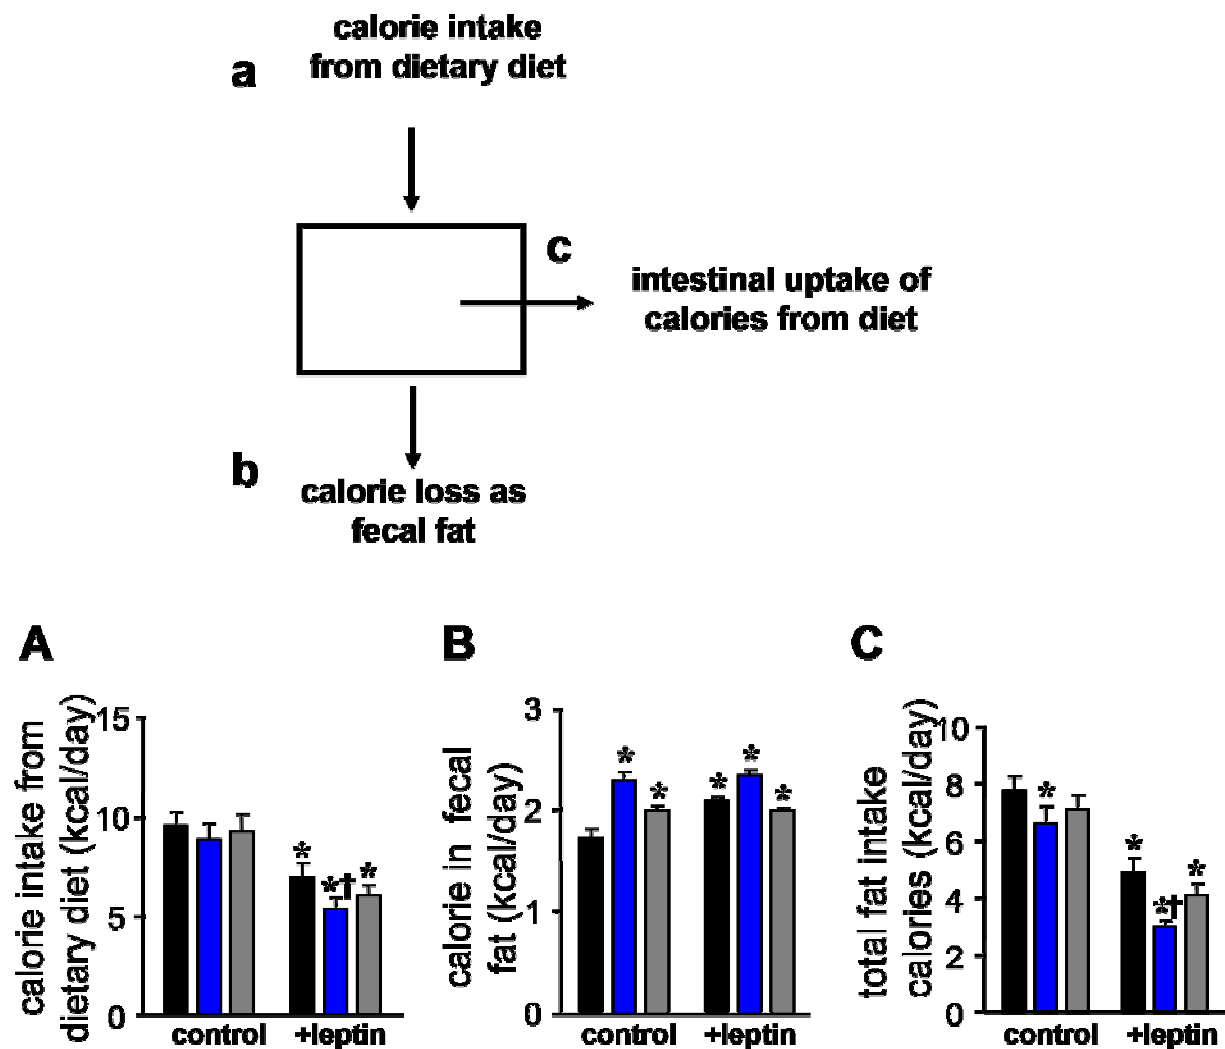 calorie intake
from dietary diet
a
c
intestinal uptake of
calories from diet
b
calorie loss as
fecal fat
A
calorie intake from
dietary diet (kcal/day)
15
10
5
0
*
*†
*
control
+leptin
B
calorie in fecal
fat (kcal/day)
3
2
1
0
*
*
*
*
*
control
+leptin
C
total fat intake
calories (kcal/day)
10
8
6
4
2
0
*
*
*†
*
control
+leptin